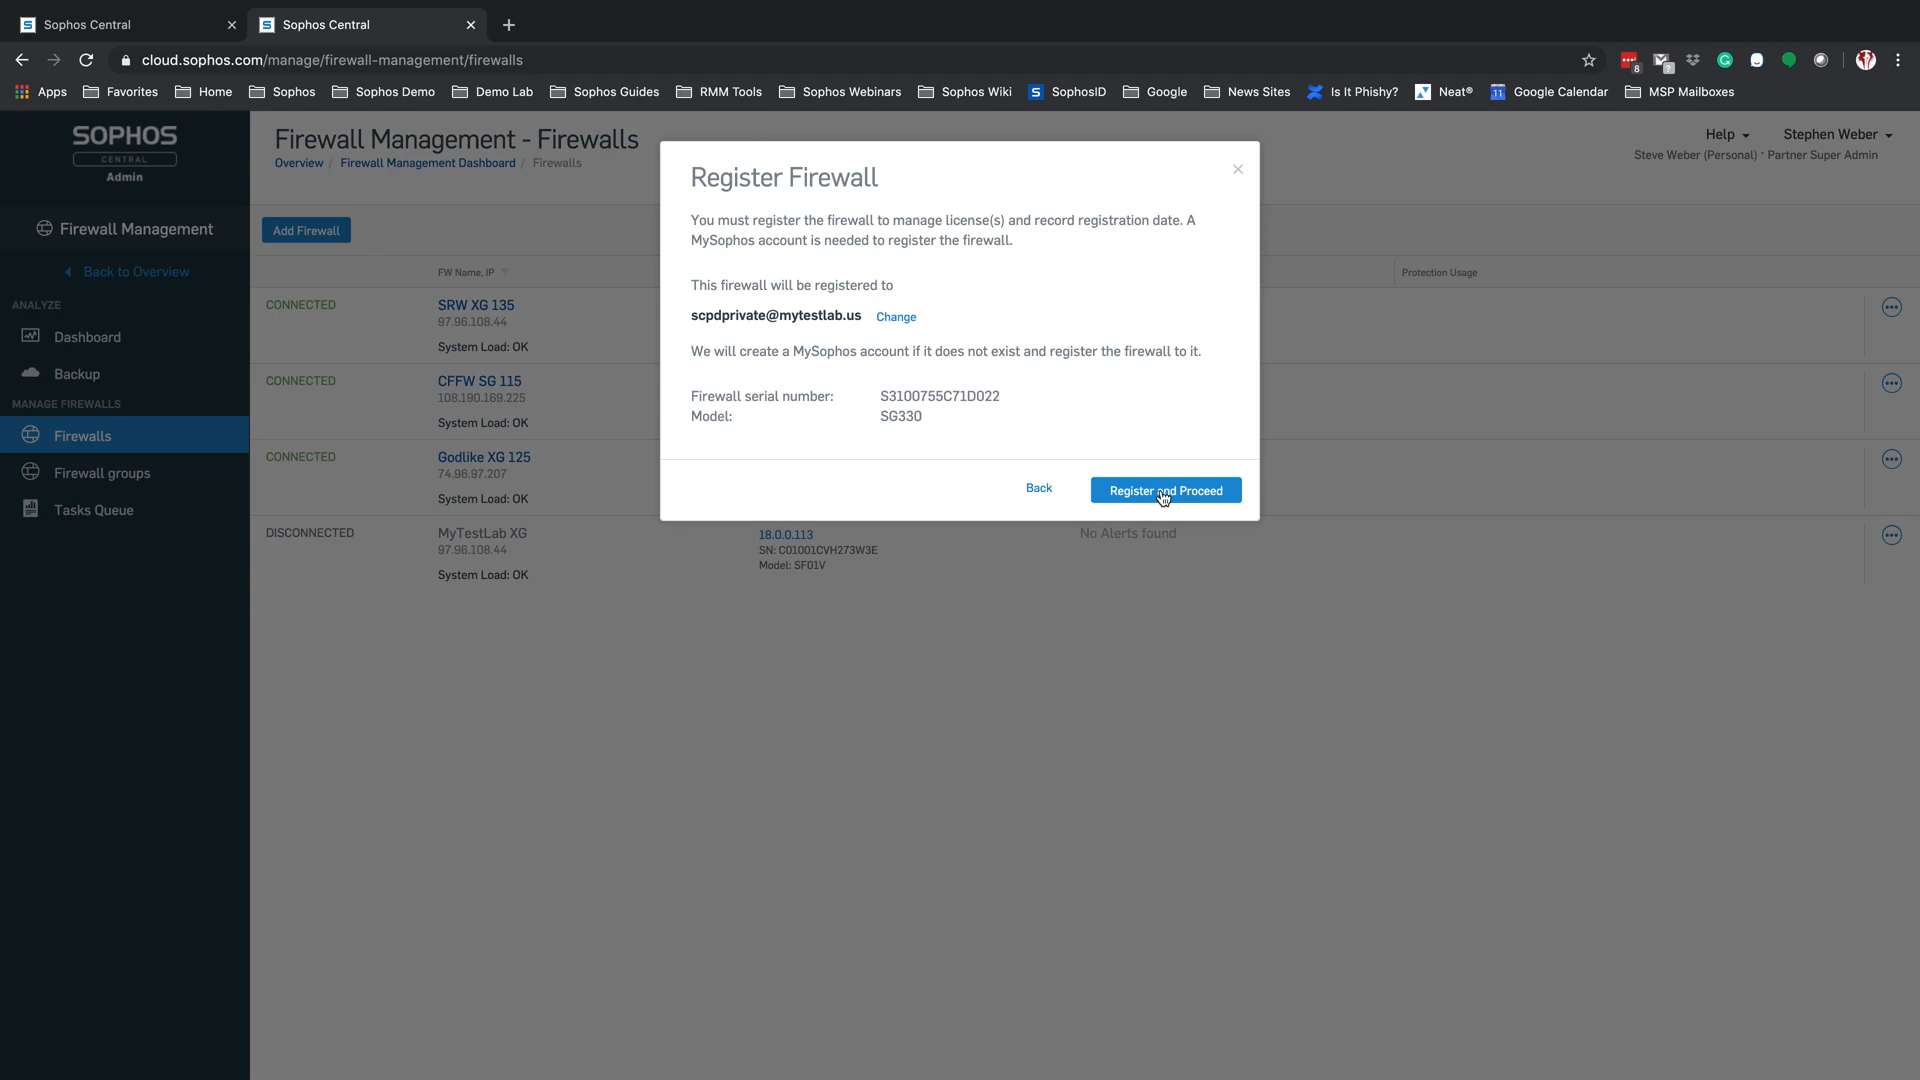 Sophos Central
Sophos Central
cloud.sophos.com/manage/firewall-management/firewalls
8
?
Apps Favorites Home Sophos Sophos Demo Demo Lab Sophos Guides RMM Tools Sophos Webinars Sophos Wiki SophosID Google News Sites Is It Phishy? Neat® Google Calendar MSP Mailboxes
SOPHOS
CENTRAL
Admin
Firewall Management
Back to Overview
ANALYZE
Dashboard
Backup
MANAGE FIREWALLS
Firewalls
Firewall groups
Tasks Queue
Firewall Management - Firewalls
Overview / Firewall Management Dashboard / Firewalls
Help
Stephen Weber
Steve Weber (Personal) · Partner Super Admin
Add Firewall
FW Name, IP
Protection Usage
CONNECTED
SRW XG 135
97.96.108.44
System Load: OK
CONNECTED
CFFW SG 115
108.190.169.225
System Load: OK
CONNECTED
Godlike XG 125
74.96.97.207
System Load: OK
DISCONNECTED
MyTestLab XG
97.96.108.44
System Load: OK
18.0.0.113
SN: C01001CVH273W3E
Model: SF01V
No Alerts found
Register Firewall
You must register the firewall to manage license(s) and record registration date. A
MySophos account is needed to register the firewall.
This firewall will be registered to
scpdprivate@mytestlab.us Change
We will create a MySophos account if it does not exist and register the firewall to it.
Firewall serial number: S3100755C71D022
Model: SG330
Back
Register and Proceed